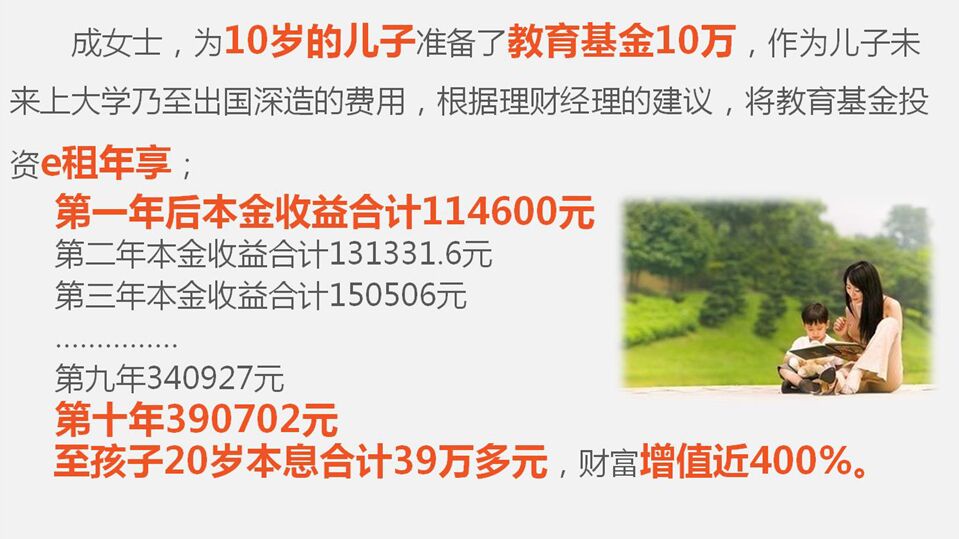 成女士，为10岁的儿子准备了教育基金10万，作为儿子未
来上大学乃至出国深造的费用，根据理财经理的建议，将教育基金投
资e租年享；
第一年后本金收益合计114600元
第二年本金收益合计131331.6元
第三年本金收益合计150506元
……………
第九年340927元
第十年390702元
至孩子20岁本息合计39万多元，财富增值近400%。